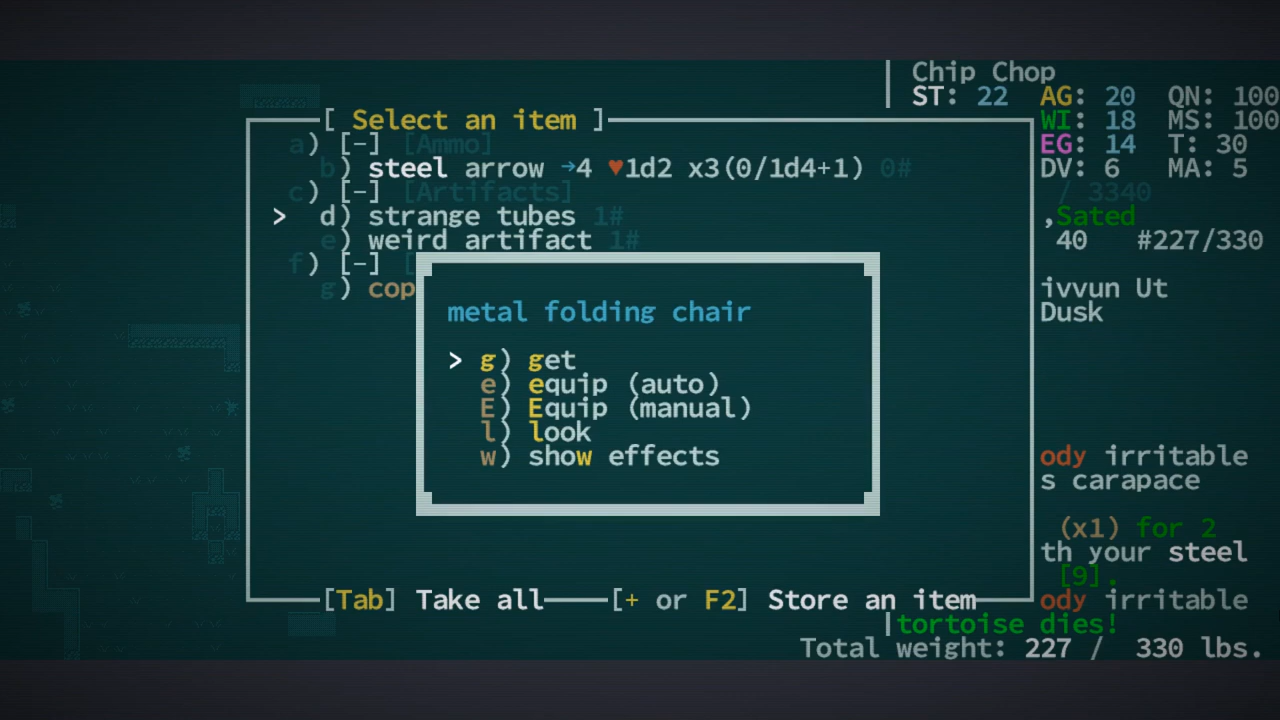 Chip Chop
ST: 22 AG: 20 QN: 100
[ Select an item ] WI: 18 MS: 100
a) [-] [Ammo] EG: 14 T: 30
b) steel arrow →4 ♥1d2 x3(0/1d4+1) 0# DV: 6 MA: 5
c) [-] [Artifacts] / 3340
> d) strange tubes 1# ,Sated
e) weird artifact 1# 40 #227/330
f) [-] [
g) cop ivvun Ut
metal folding chair Dusk
> g) get
e) equip (auto)
E) Equip (manual)
l) look
w) show effects ody irritable
s carapace
(x1) for 2
th your steel
[9].
[Tab] Take all [+ or F2] Store an item ody irritable
tortoise dies!
Total weight: 227 / 330 lbs.